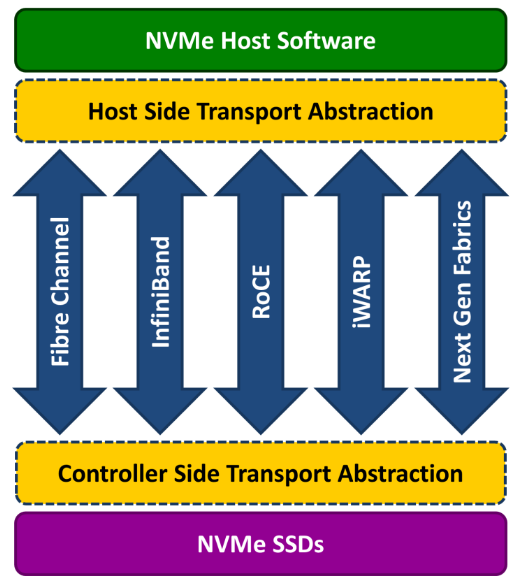 NVMe Host Software
Host Side Transport Abstraction
Fibre Channel
InfiniBand
RoCE
iWARP
Next Gen Fabrics
Controller Side Transport Abstraction
NVMe SSDs